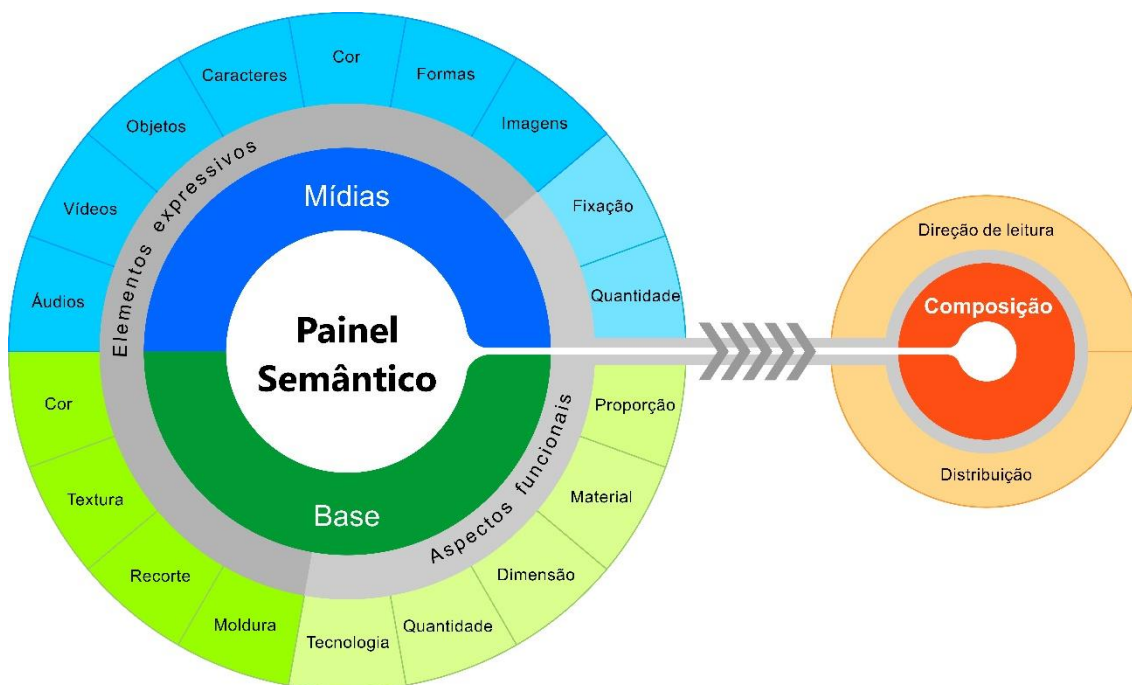 Cor
Formas
Caracteres
Imagens
Objetos
Vídeos
Áudios
Fixação
Quantidade
Elementos expressivos
Mídias
Painel
Semântico
Base
Aspectos funcionais
Cor
Textura
Recorte
Moldura
Tecnologia
Quantidade
Dimensão
Material
Proporção
Direção de leitura
Composição
Distribuição